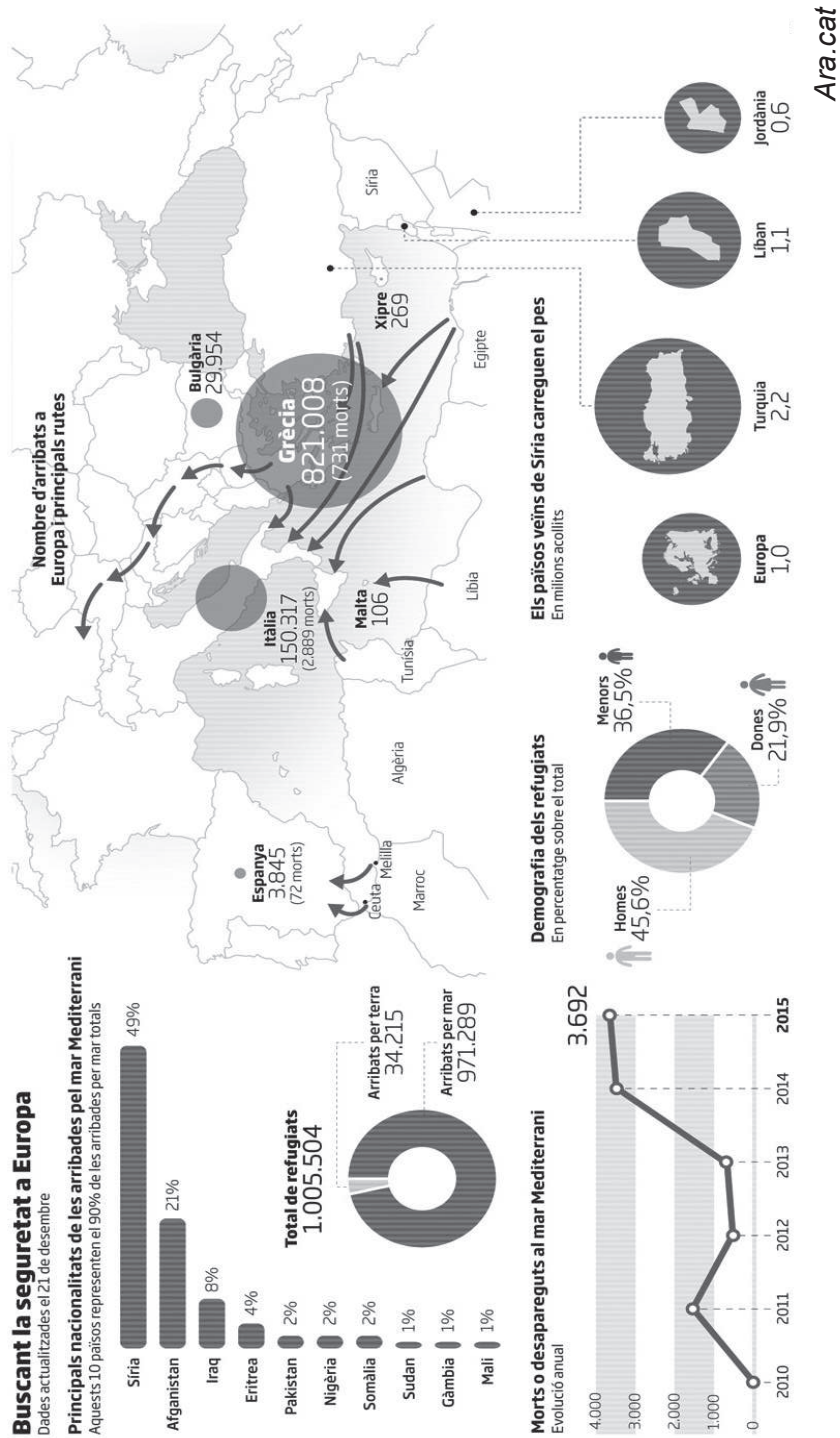 Buscant la seguretat a Europa
Dades actualitzades el 21 de desembre
Principals nacionalitats de les arribades pel mar Mediterrani
Aquests 10 països representen el 90% de les arribades per mar totals
Síria
49%
Afganistan
21%
Iraq
8%
Eritrea
4%
Pakistan
2%
Nigèria
2%
Somàlia
2%
Sudan
1%
Gàmbia
1%
Mali
1%
Total de refugiats
1.005.504
Arribats per terra
34.215
Arribats per mar
971.289
Nombre d'arribats a
Europa i principals rutes
Espanya
3.845
(72 morts)
Ceuta
Melilla
Marroc
Algèria
Itàlia
150.317
(2.889 morts)
Malta
106
Tunísia
Líbia
Grècia
821.008
(731 morts)
Bulgària
29.954
Xipre
269
Egipte
Síria
Morts o desapareguts al mar Mediterrani
Evolució anual
4.000
3.000
2.000
1.000
0
3.692
2010
2011
2012
2013
2014
2015
Demografia dels refugiats
En percentatge sobre el total
Homes
45,6%
Menors
36,5%
Dones
21,9%
Els països veïns de Síria carreguen el pes
En milions acollits
Europa
1,0
Turquia
2,2
Líban
1,1
Jordània
0,6
Ara.cat